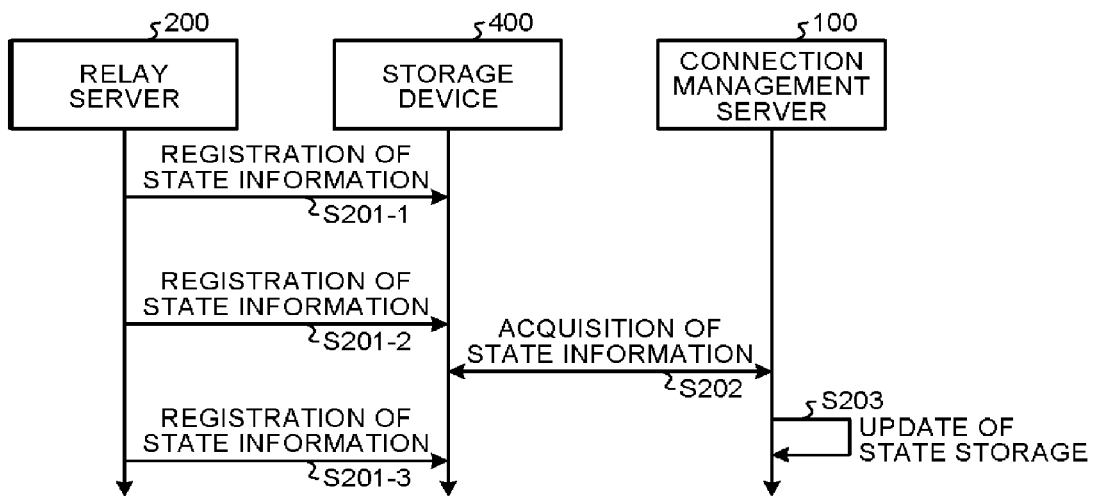 200
400
100
RELAY
SERVER
STORAGE
DEVICE
CONNECTION
MANAGEMENT
SERVER
REGISTRATION OF
STATE INFORMATION
S201-1
REGISTRATION OF
STATE INFORMATION
S201-2
ACQUISITION OF
STATE INFORMATION
S202
S203
UPDATE OF
STATE STORAGE
REGISTRATION OF
STATE INFORMATION
S201-3